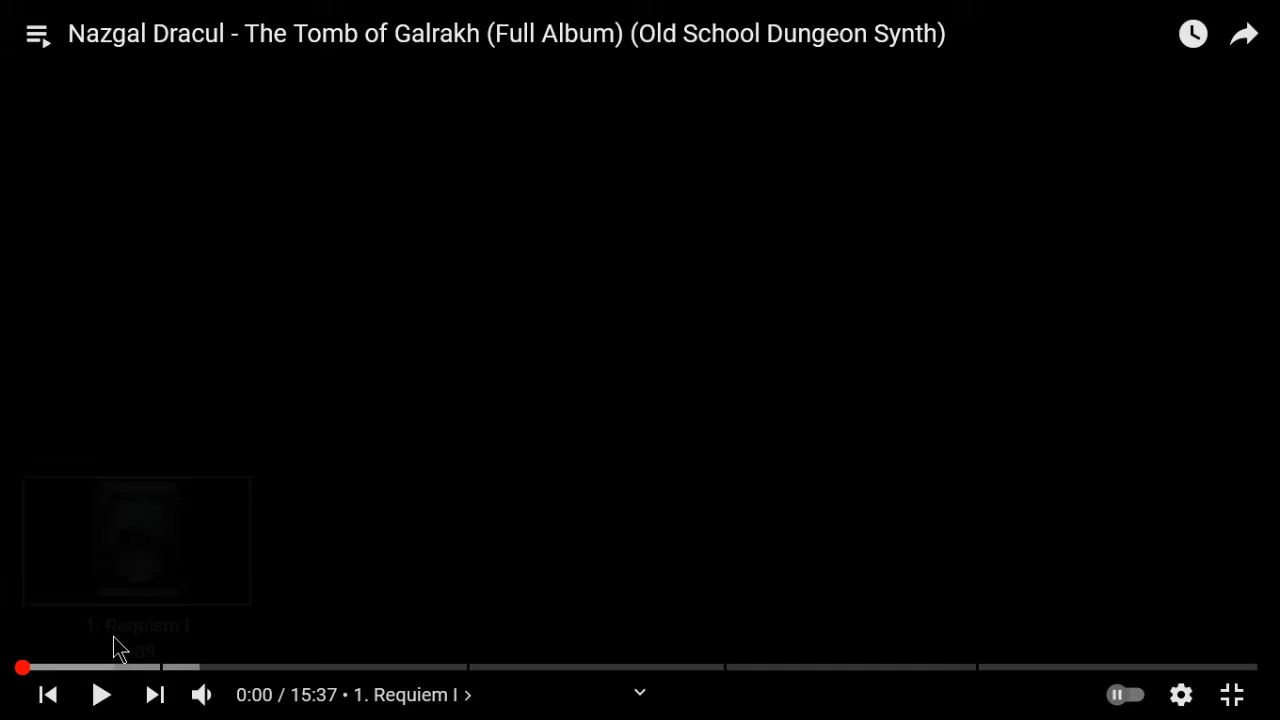 Nazgal Dracul - The Tomb of Galrakh (Full Album) (Old School Dungeon Synth)
1. Requiem I
0:00 / 15:37 • 1. Requiem I >